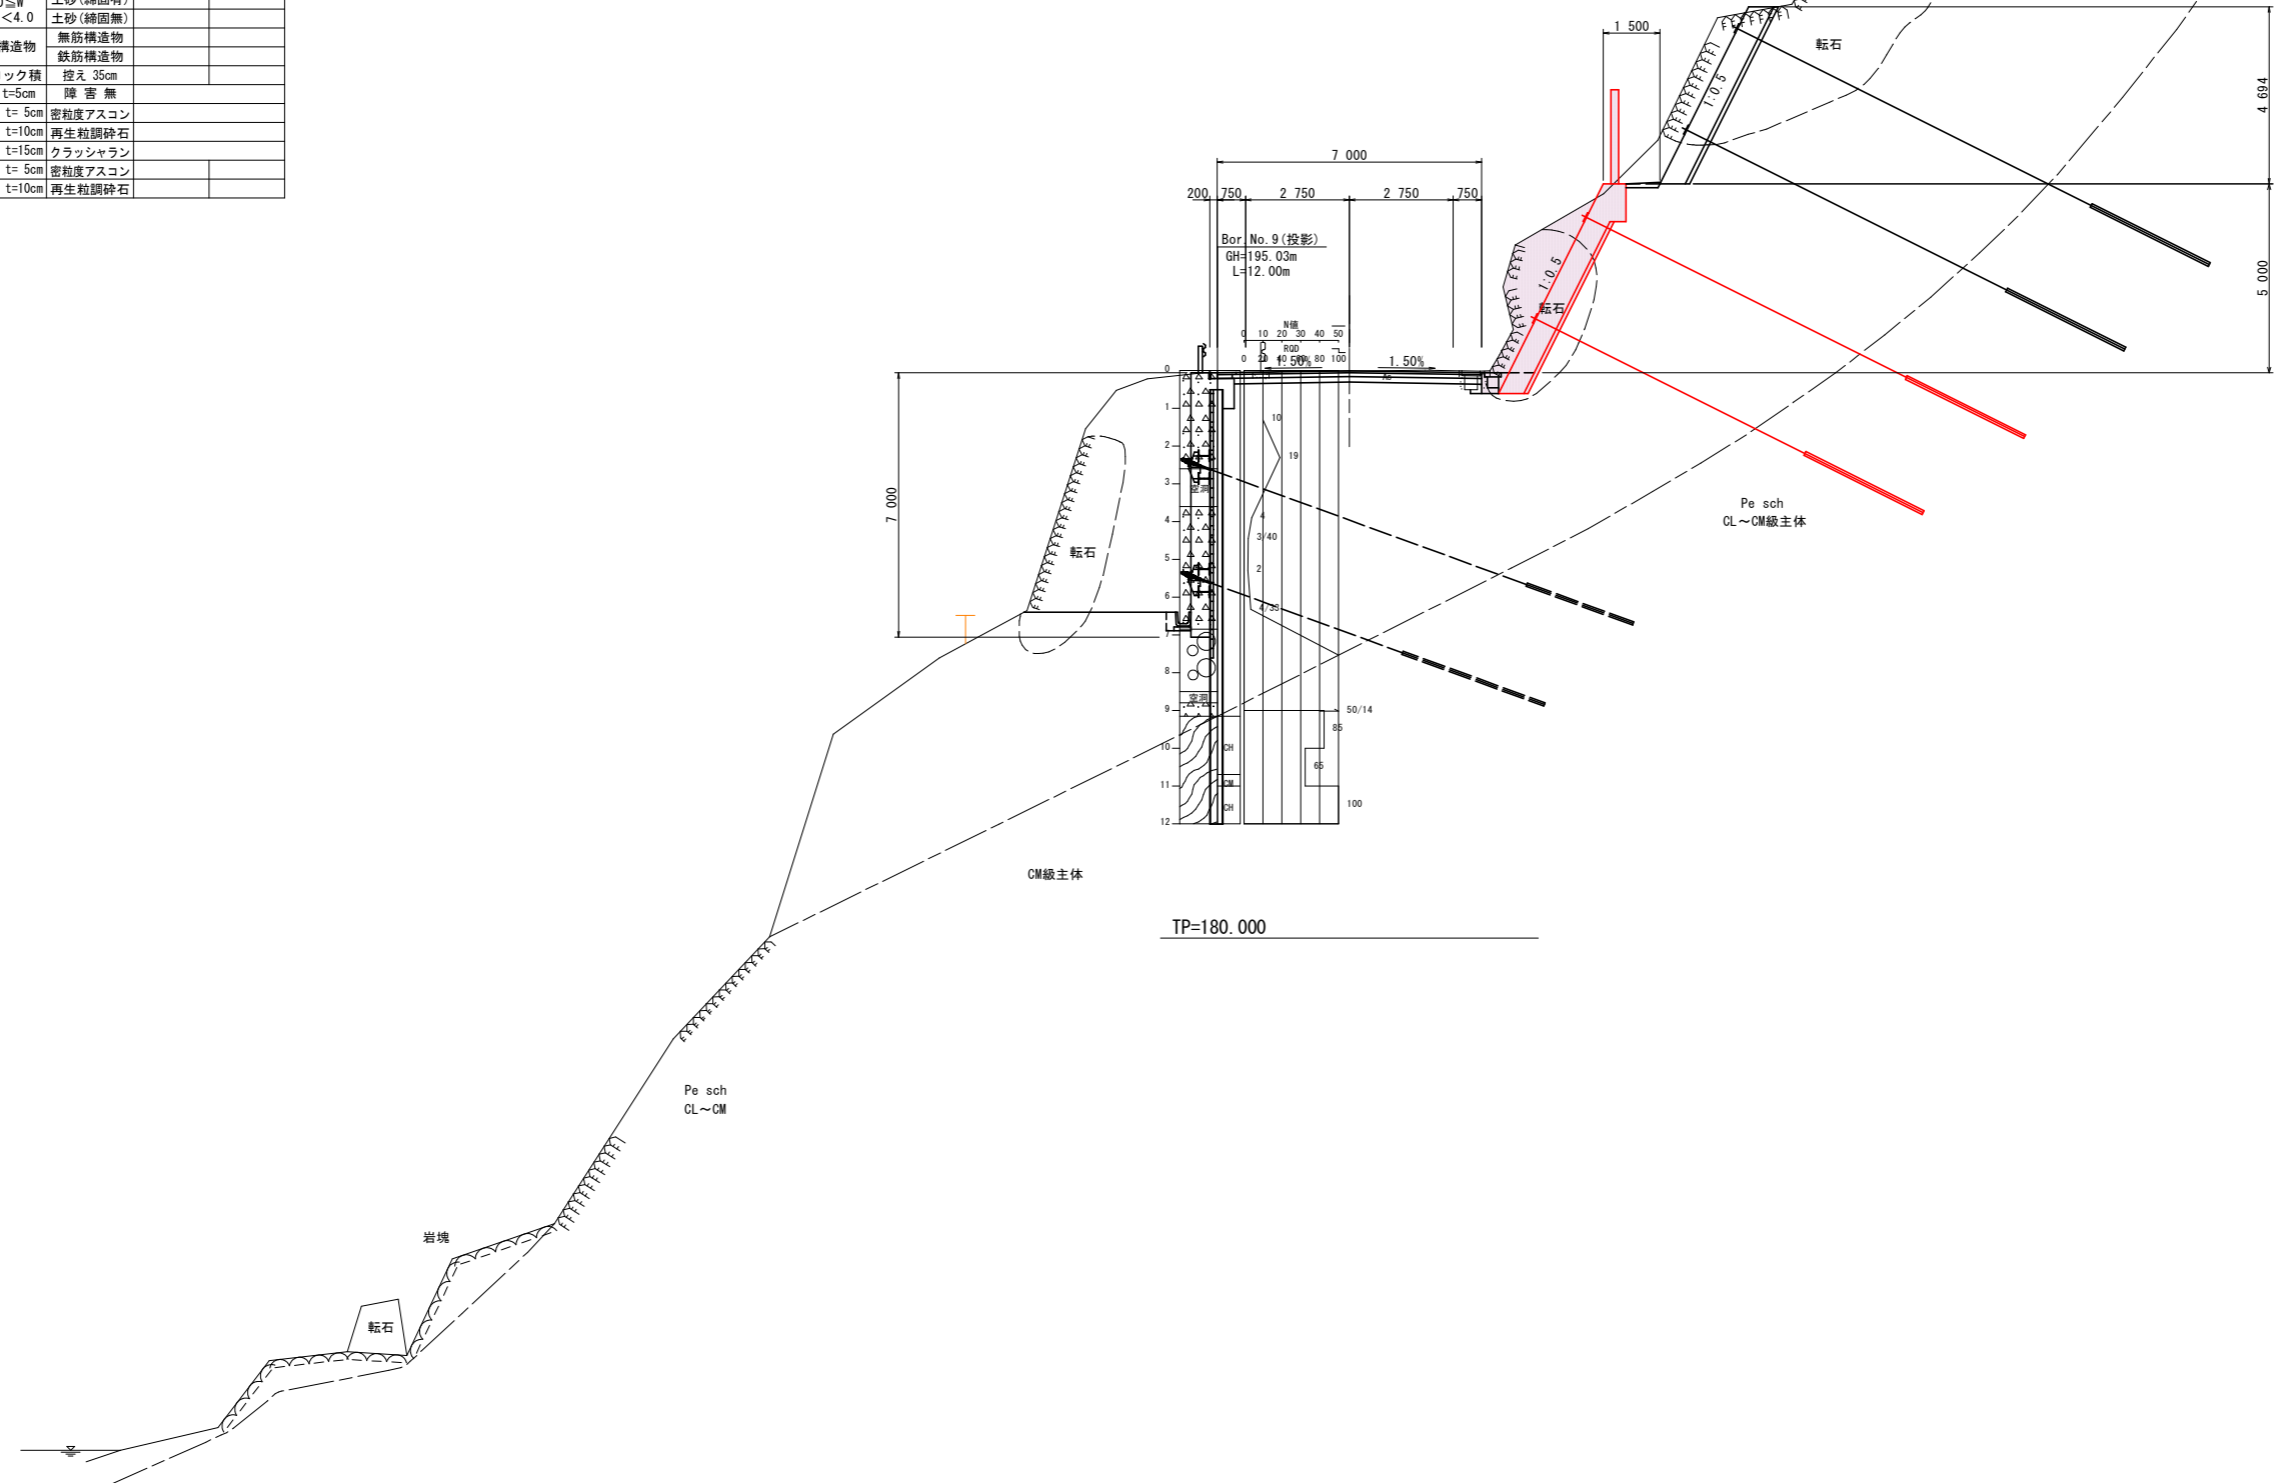 土砂(締固有)
<4.0 土砂(締固無)
構造物 無筋構造物
鉄筋構造物
ック積 控え 35cm
t=5cm 障 害 無
t= 5cm 密粒度アスコン
t=10cm 再生粒調砕石
t=15cm クラッシャラン
t= 5cm 密粒度アスコン
t=10cm 再生粒調砕石
1 500
転石
1:0.5
4 694
7 000
200 750 2 750 2 750 750
Bor.No.9(投影)
GH=195.03m
L=12.00m
1:0.5
転石
5 000
N値
0 10 20 30 40 50
RQD
0 20 40 60 80 100
1.50% 1.50%
As
0
1
2
3
4
5
6
7
8
9
10
11
12
10
19
4
3/40
2
4/33
50/14
85
65
100
空洞
空洞
CH
CM
CH
7 000
転石
Pe sch
CL～CM級主体
CM級主体
TP=180.000
Pe sch
CL～CM
岩塊
転石